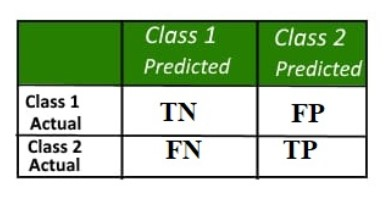 Class 1 Class 2
Predicted Predicted
Class 1 TN FP
Actual
Class 2 FN TP
Actual